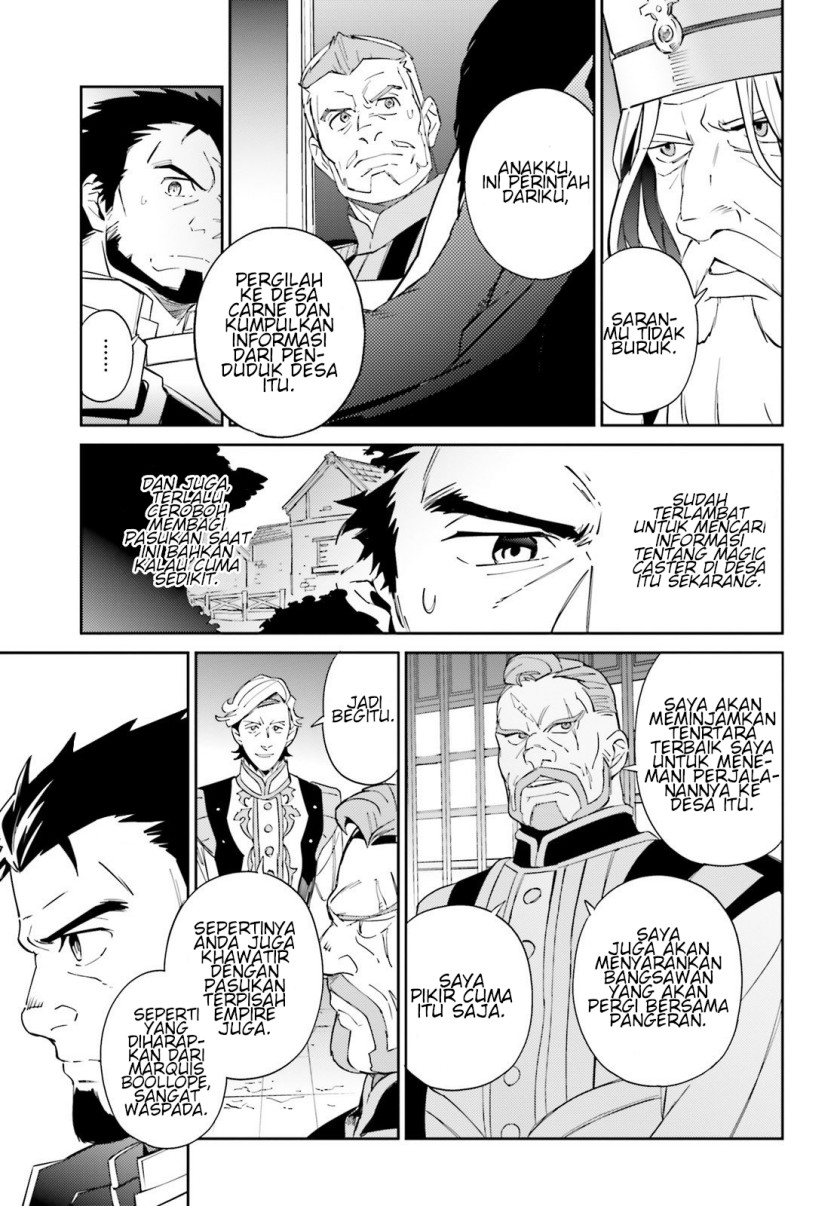 SARAN-
MU TIDAK
BURUK.
ANAKKU,
INI PERINTAH
DARIKU,
PERGILAH
KE DESA
CARNE DAN
KUMPULKAN
INFORMASI
DARI PEN-
DUDUK DESA
ITU.
......
SUDAH
TERLAMBAT
UNTUK MENCARI
INFORMASI
TENTANG MAGIC
CASTER DI DESA
ITU SEKARANG.
DAN JUGA,
TERLALU
CEROBOH
MEMBAGI
PASUKAN SAAT
INI BAHKAN
KALAU CUMA
SEDIKIT.
SAYA AKAN
MEMINJAMKAN
TENRTARA
TERBAIK SAYA
UNTUK MENE-
MANI PERJALA-
NANNYA KE
DESA ITU.
SAYA
JUGA AKAN
MENYARANKAN
BANGSAWAN
YANG AKAN
PERGI BERSAMA
PANGERAN.
SAYA
PIKIR CUMA
ITU SAJA.
JADI
BEGITU.
SEPERTINYA
ANDA JUGA
KHAWATIR
DENGAN
PASUKAN
TERPISAH
EMPIRE
JUGA.
SEPERTI
YANG
DIHARAP-
KAN DARI
MARQUIS
BOOLLOPE,
SANGAT
WASPADA.